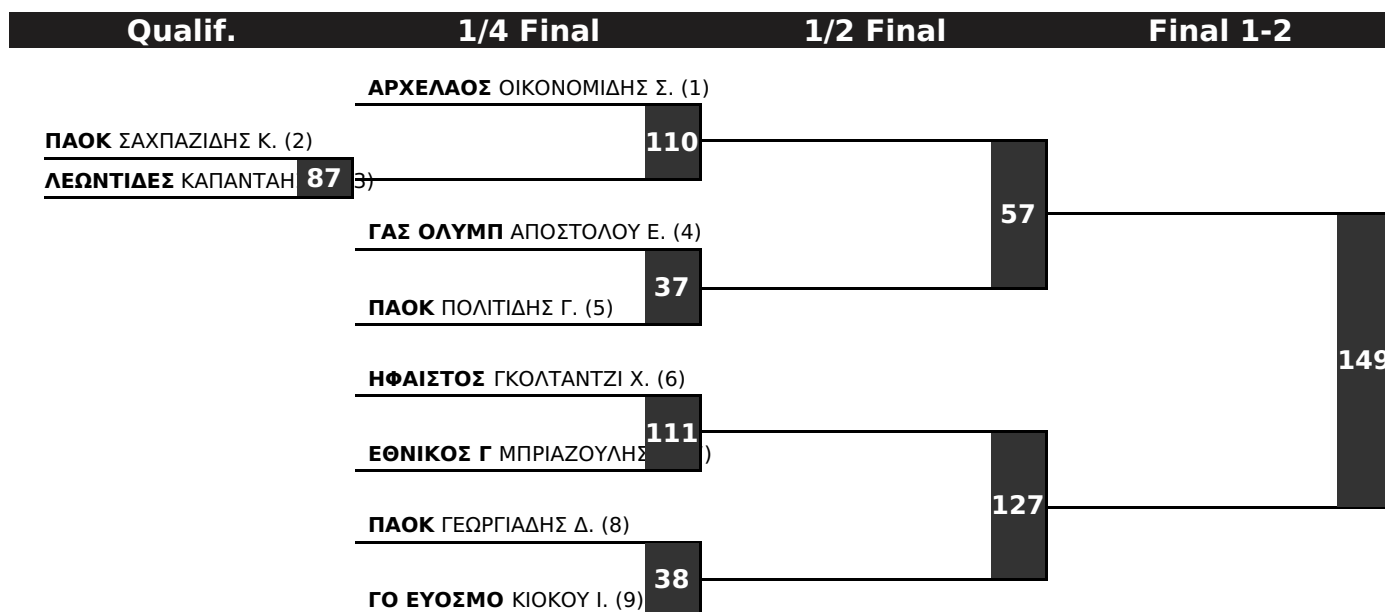 Qualif. 1/4 Final 1/2 Final Final 1-2
ΑΡΧΕΛΑΟΣ ΟΙΚΟΝΟΜΙΔΗΣ Σ. (1)
110
ΠΑΟΚ ΣΑΧΠΑΖΙΔΗΣ Κ. (2)
ΛΕΩΝΤΙΔΕΣ ΚΑΠΑΝΤΑΗ 87 3)
57
ΓΑΣ ΟΛΥΜΠ ΑΠΟΣΤΟΛΟΥ Ε. (4)
37
ΠΑΟΚ ΠΟΛΙΤΙΔΗΣ Γ. (5)
149
ΗΦΑΙΣΤΟΣ ΓΚΟΛΤΑΝΤΖΙ Χ. (6)
111
ΕΘΝΙΚΟΣ Γ ΜΠΡΙΑΖΟΥΛΗΣ )
127
ΠΑΟΚ ΓΕΩΡΓΙΑΔΗΣ Δ. (8)
38
ΓΟ ΕΥΟΣΜΟ ΚΙΟΚΟΥ Ι. (9)